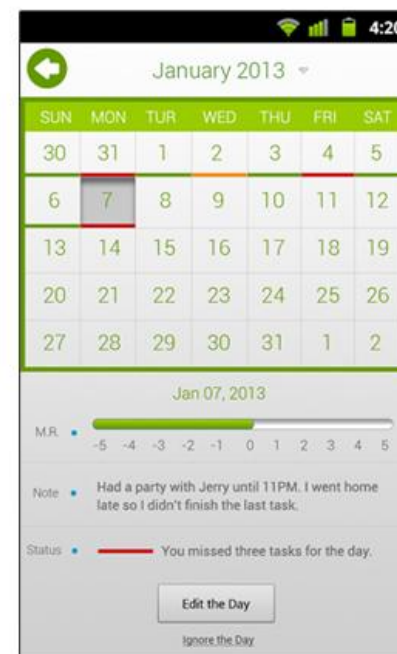 4:20
January 2013
SUN MON TUR WED THU FRI SAT
30 31 1 2 3 4 5
6 7 8 9 10 11 12
13 14 15 16 17 18 19
20 21 22 23 24 25 26
27 28 29 30 31 1 2
Jan 07, 2013
M.R.
-5 -4 -3 -2 -1 0 1 2 3 4 5
Note Had a party with Jerry until 11PM. I went home
late so I didn't finish the last task.
Status You missed three tasks for the day.
Edit the Day
Ignore the Day